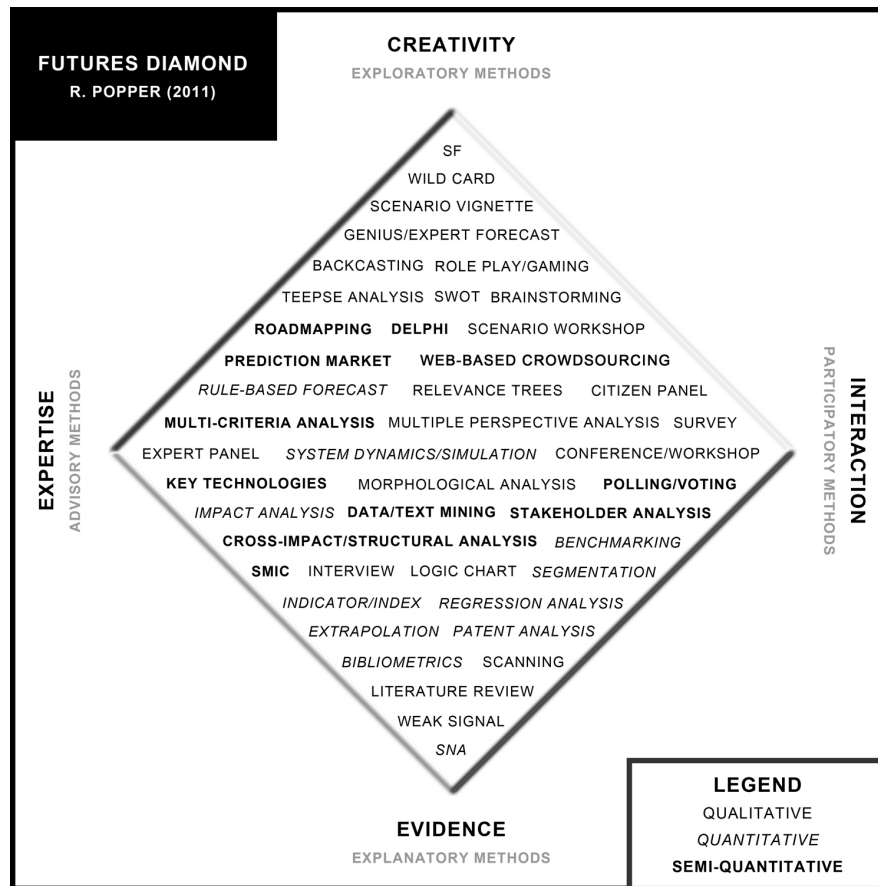 FUTURES DIAMOND
R. POPPER (2011)
CREATIVITY
EXPLORATORY METHODS
SF
WILD CARD
SCENARIO VIGNETTE
GENIUS/EXPERT FORECAST
BACKCASTING ROLE PLAY/GAMING
TEEPSE ANALYSIS SWOT BRAINSTORMING
ROADMAPPING DELPHI SCENARIO WORKSHOP
PREDICTION MARKET WEB-BASED CROWDSOURCING
RULE-BASED FORECAST RELEVANCE TREES CITIZEN PANEL
MULTI-CRITERIA ANALYSIS MULTIPLE PERSPECTIVE ANALYSIS SURVEY
EXPERT PANEL SYSTEM DYNAMICS/SIMULATION CONFERENCE/WORKSHOP
KEY TECHNOLOGIES MORPHOLOGICAL ANALYSIS POLLING/VOTING
IMPACT ANALYSIS DATA/TEXT MINING STAKEHOLDER ANALYSIS
CROSS-IMPACT/STRUCTURAL ANALYSIS BENCHMARKING
SMIC INTERVIEW LOGIC CHART SEGMENTATION
INDICATOR/INDEX REGRESSION ANALYSIS
EXTRAPOLATION PATENT ANALYSIS
BIBLIOMETRICS SCANNING
LITERATURE REVIEW
WEAK SIGNAL
SNA
EXPERTISE
ADVISORY METHODS
INTERACTION
PARTICIPATORY METHODS
EVIDENCE
EXPLANATORY METHODS
LEGEND
QUALITATIVE
QUANTITATIVE
SEMI-QUANTITATIVE